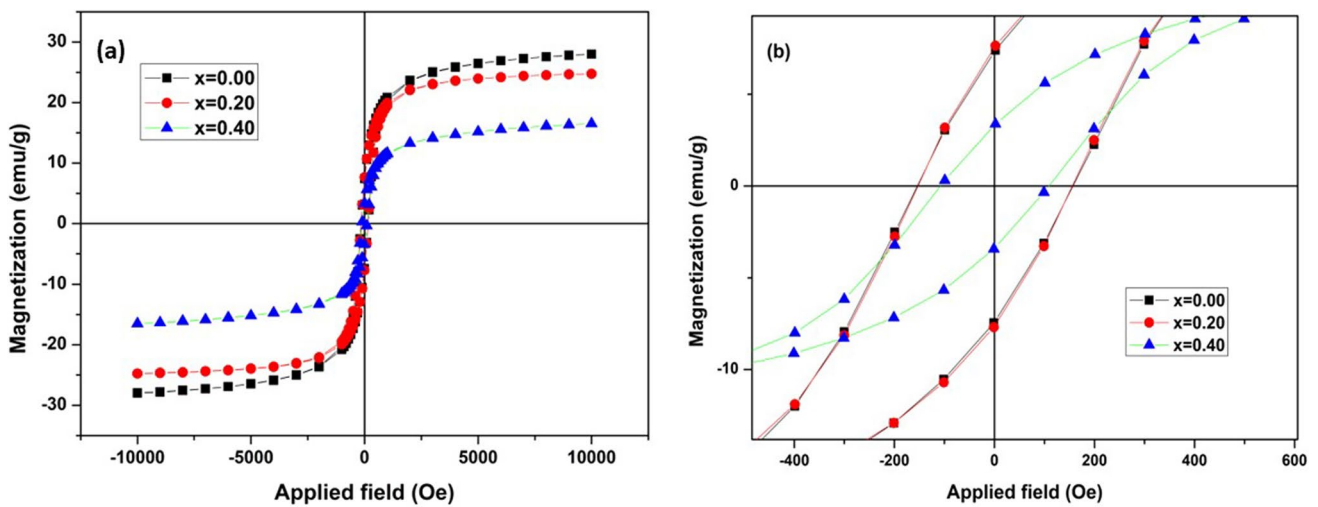 (a)
x=0.00
x=0.20
x=0.40
30
20
10
0
-10
-20
-30
Magnetization (emu/g)
-10000 -5000 0 5000 10000
Applied field (Oe)
(b)
0
-10
Magnetization (emu/g)
x=0.00
x=0.20
x=0.40
-400 -200 0 200 400 600
Applied field (Oe)